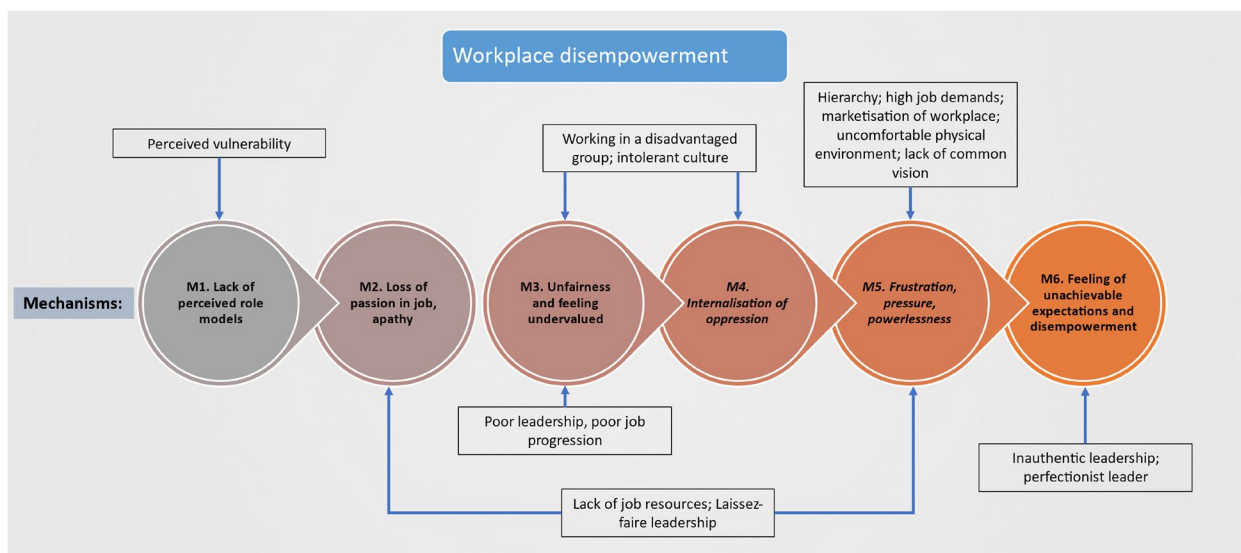 Workplace disempowerment
Perceived vulnerability
Working in a disadvantaged
group; intolerant culture
Hierarchy; high job demands;
marketisation of workplace;
uncomfortable physical
environment; lack of common
vision
Mechanisms:
M1. Lack of
perceived role
models
M2. Loss of
passion in job,
apathy
M3. Unfairness
and feeling
undervalued
M4.
Internalisation of
oppression
M5. Frustration,
pressure,
powerlessness
M6. Feeling of
unachievable
expectations and
disempowerment
Poor leadership, poor job
progression
Inauthentic leadership;
perfectionist leader
Lack of job resources; Laissez-
faire leadership